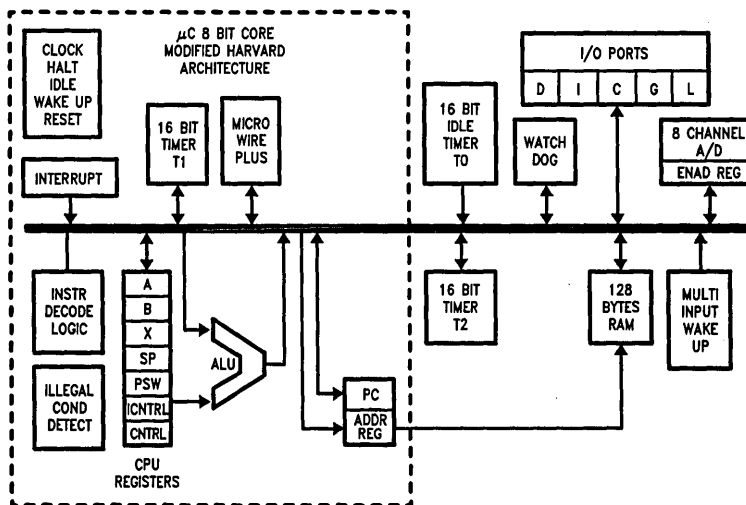 CLOCK
HALT
IDLE
WAKE UP
RESET
μC 8 BIT CORE
MODIFIED HARVARD
ARCHITECTURE
INTERRUPT
16 BIT
TIMER
T1
MICRO
WIRE
PLUS
16 BIT
IDLE
TIMER
T0
WATCH
DOG
I/O PORTS
D I C G L
8 CHANNEL
A/D
ENAD REG
INSTR
DECODE
LOGIC
ILLEGAL
COND
DETECT
A
B
X
SP
PSW
ICNTRL
CNTRL
CPU
REGISTERS
ALU
PC
ADDR
REG
16 BIT
TIMER
T2
128
BYTES
RAM
MULTI
INPUT
WAKE
UP